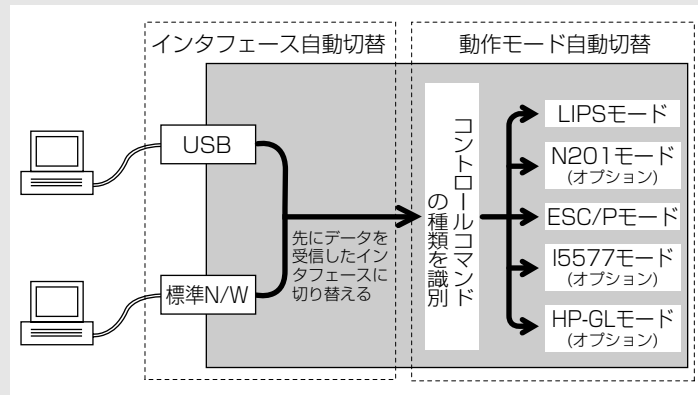 インタフェース自動切替
動作モード自動切替
USB
標準N/W
先にデータを
受信したイン
タフェースに
切り替える
コントロールコマンド
の種類を識別
LIPSモード
N201モード
(オプション)
ESC/Pモード
I5577モード
(オプション)
HP-GLモード
(オプション)